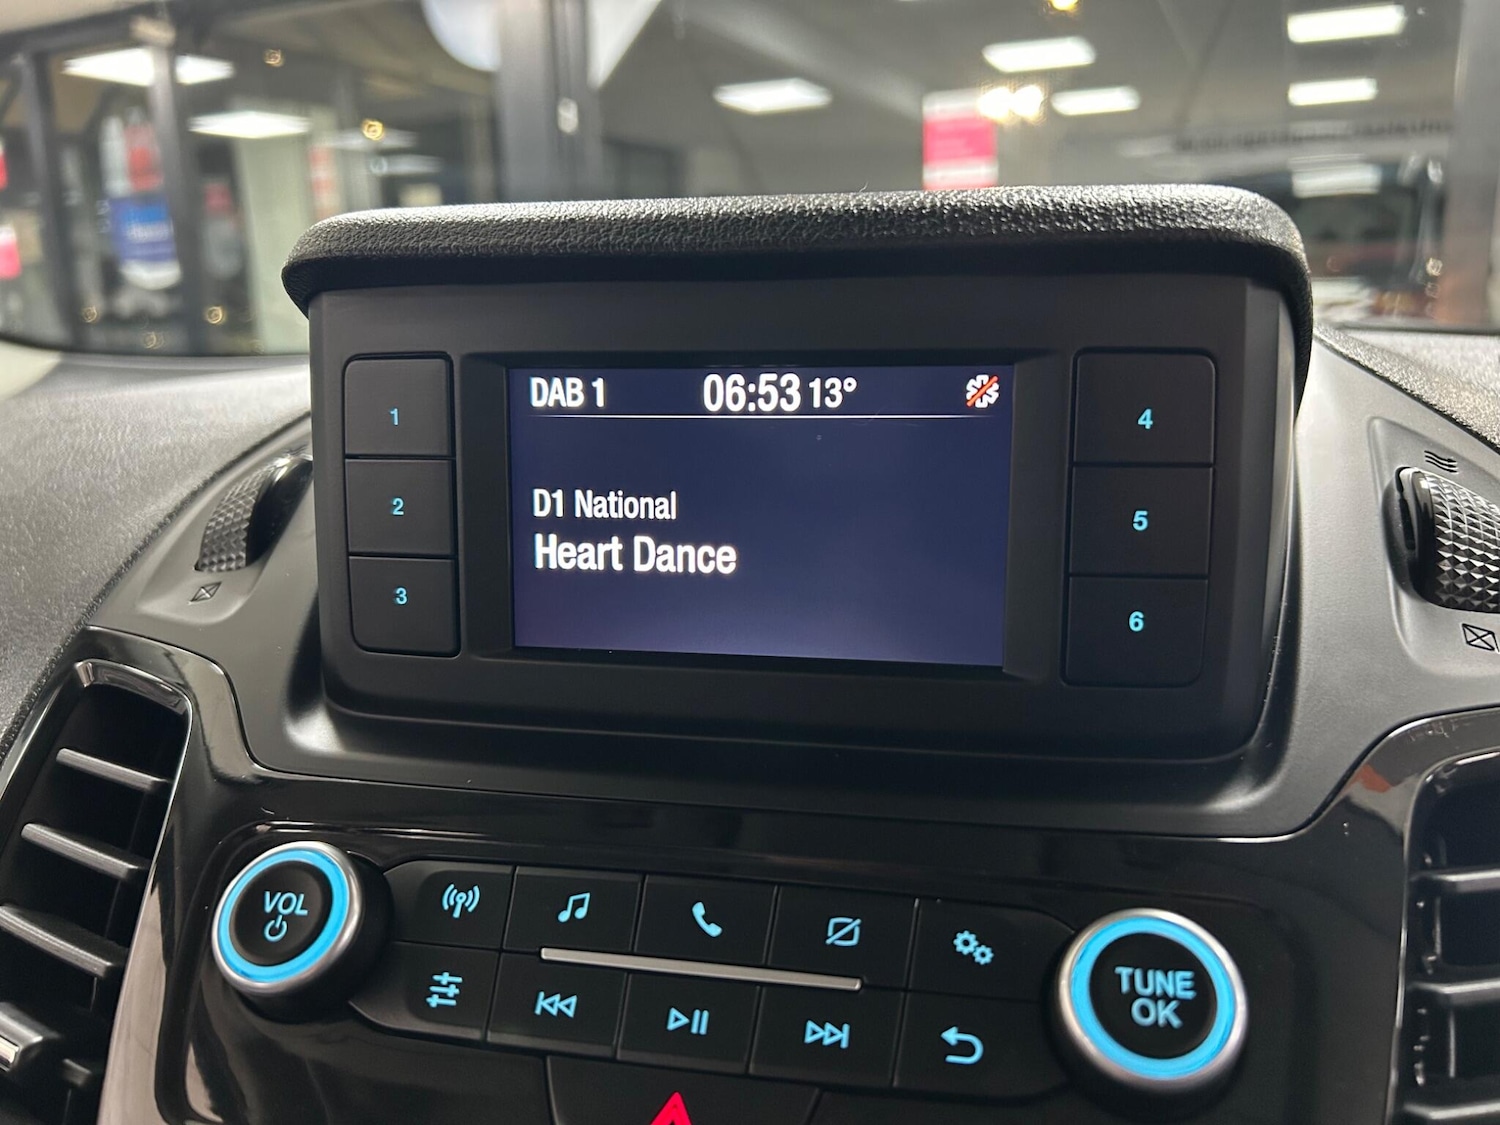 DAB 1 06:53 13°
D1 National
Heart Dance
1
2
3
4
5
6
VOL
TUNE
OK